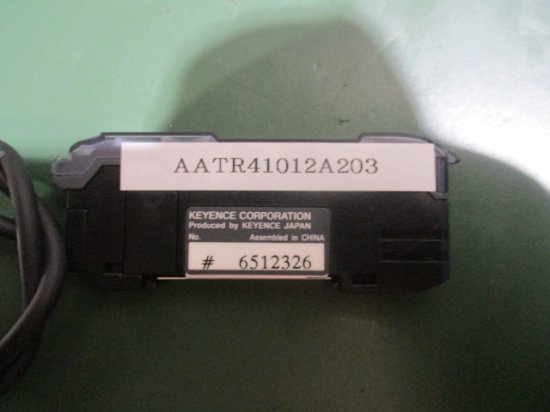 AATR41012A203
KEYENCE CORPORATION
Produced by KEYENCE JAPAN
No. Assembled in CHINA
# 6512326